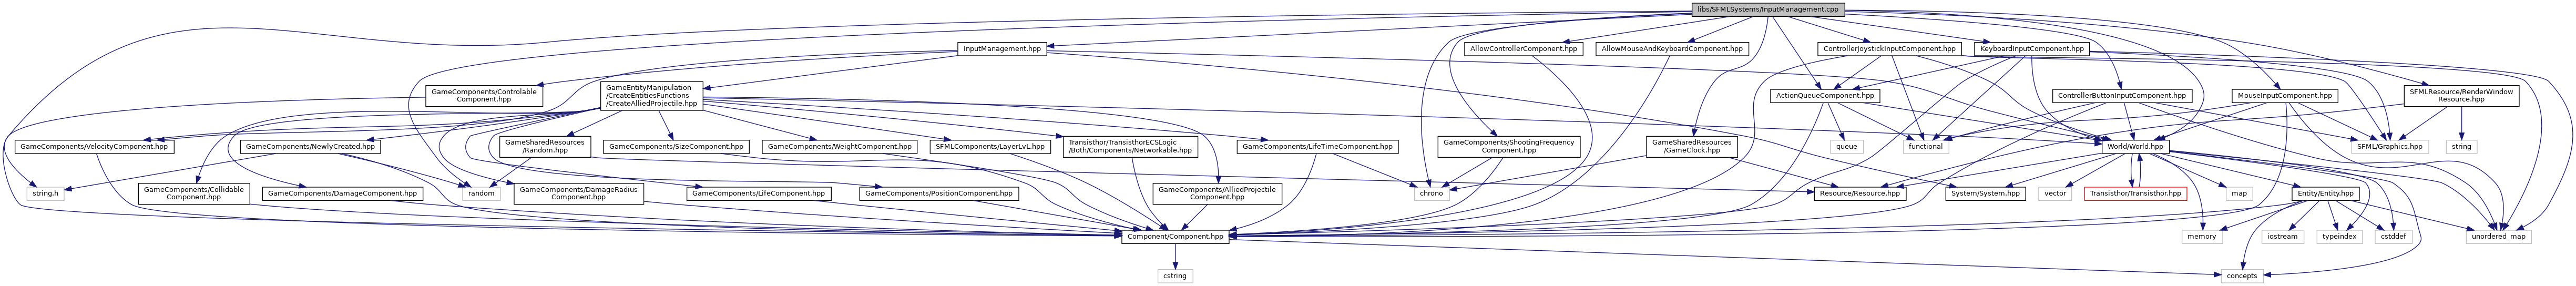 libs/SFMLSystems/InputManagement.cpp
InputManagement.hpp
AllowControllerComponent.hpp
AllowMouseAndKeyboardComponent.hpp
ControllerJoystickInputComponent.hpp
KeyboardInputComponent.hpp
GameComponents/Controlable
Component.hpp
GameEntityManipulation
/CreateEntitiesFunctions
/CreateAlliedProjectile.hpp
ActionQueueComponent.hpp
ControllerButtonInputComponent.hpp
MouseInputComponent.hpp
SFMLResource/RenderWindow
Resource.hpp
GameComponents/VelocityComponent.hpp
GameComponents/NewlyCreated.hpp
GameSharedResources
/Random.hpp
GameComponents/SizeComponent.hpp
GameComponents/WeightComponent.hpp
SFMLComponents/LayerLvL.hpp
Transisthor/TransisthorECSLogic
/Both/Components/Networkable.hpp
GameComponents/LifeTimeComponent.hpp
GameComponents/ShootingFrequency
Component.hpp
GameSharedResources
/GameClock.hpp
queue
functional
World/World.hpp
SFML/Graphics.hpp
string
string.h
GameComponents/Collidable
Component.hpp
GameComponents/DamageComponent.hpp
random
GameComponents/DamageRadius
Component.hpp
GameComponents/LifeComponent.hpp
GameComponents/PositionComponent.hpp
GameComponents/AlliedProjectile
Component.hpp
chrono
Resource/Resource.hpp
System/System.hpp
vector
Transisthor/Transisthor.hpp
map
Entity/Entity.hpp
Component/Component.hpp
memory
iostream
typeindex
cstddef
unordered_map
cstring
concepts